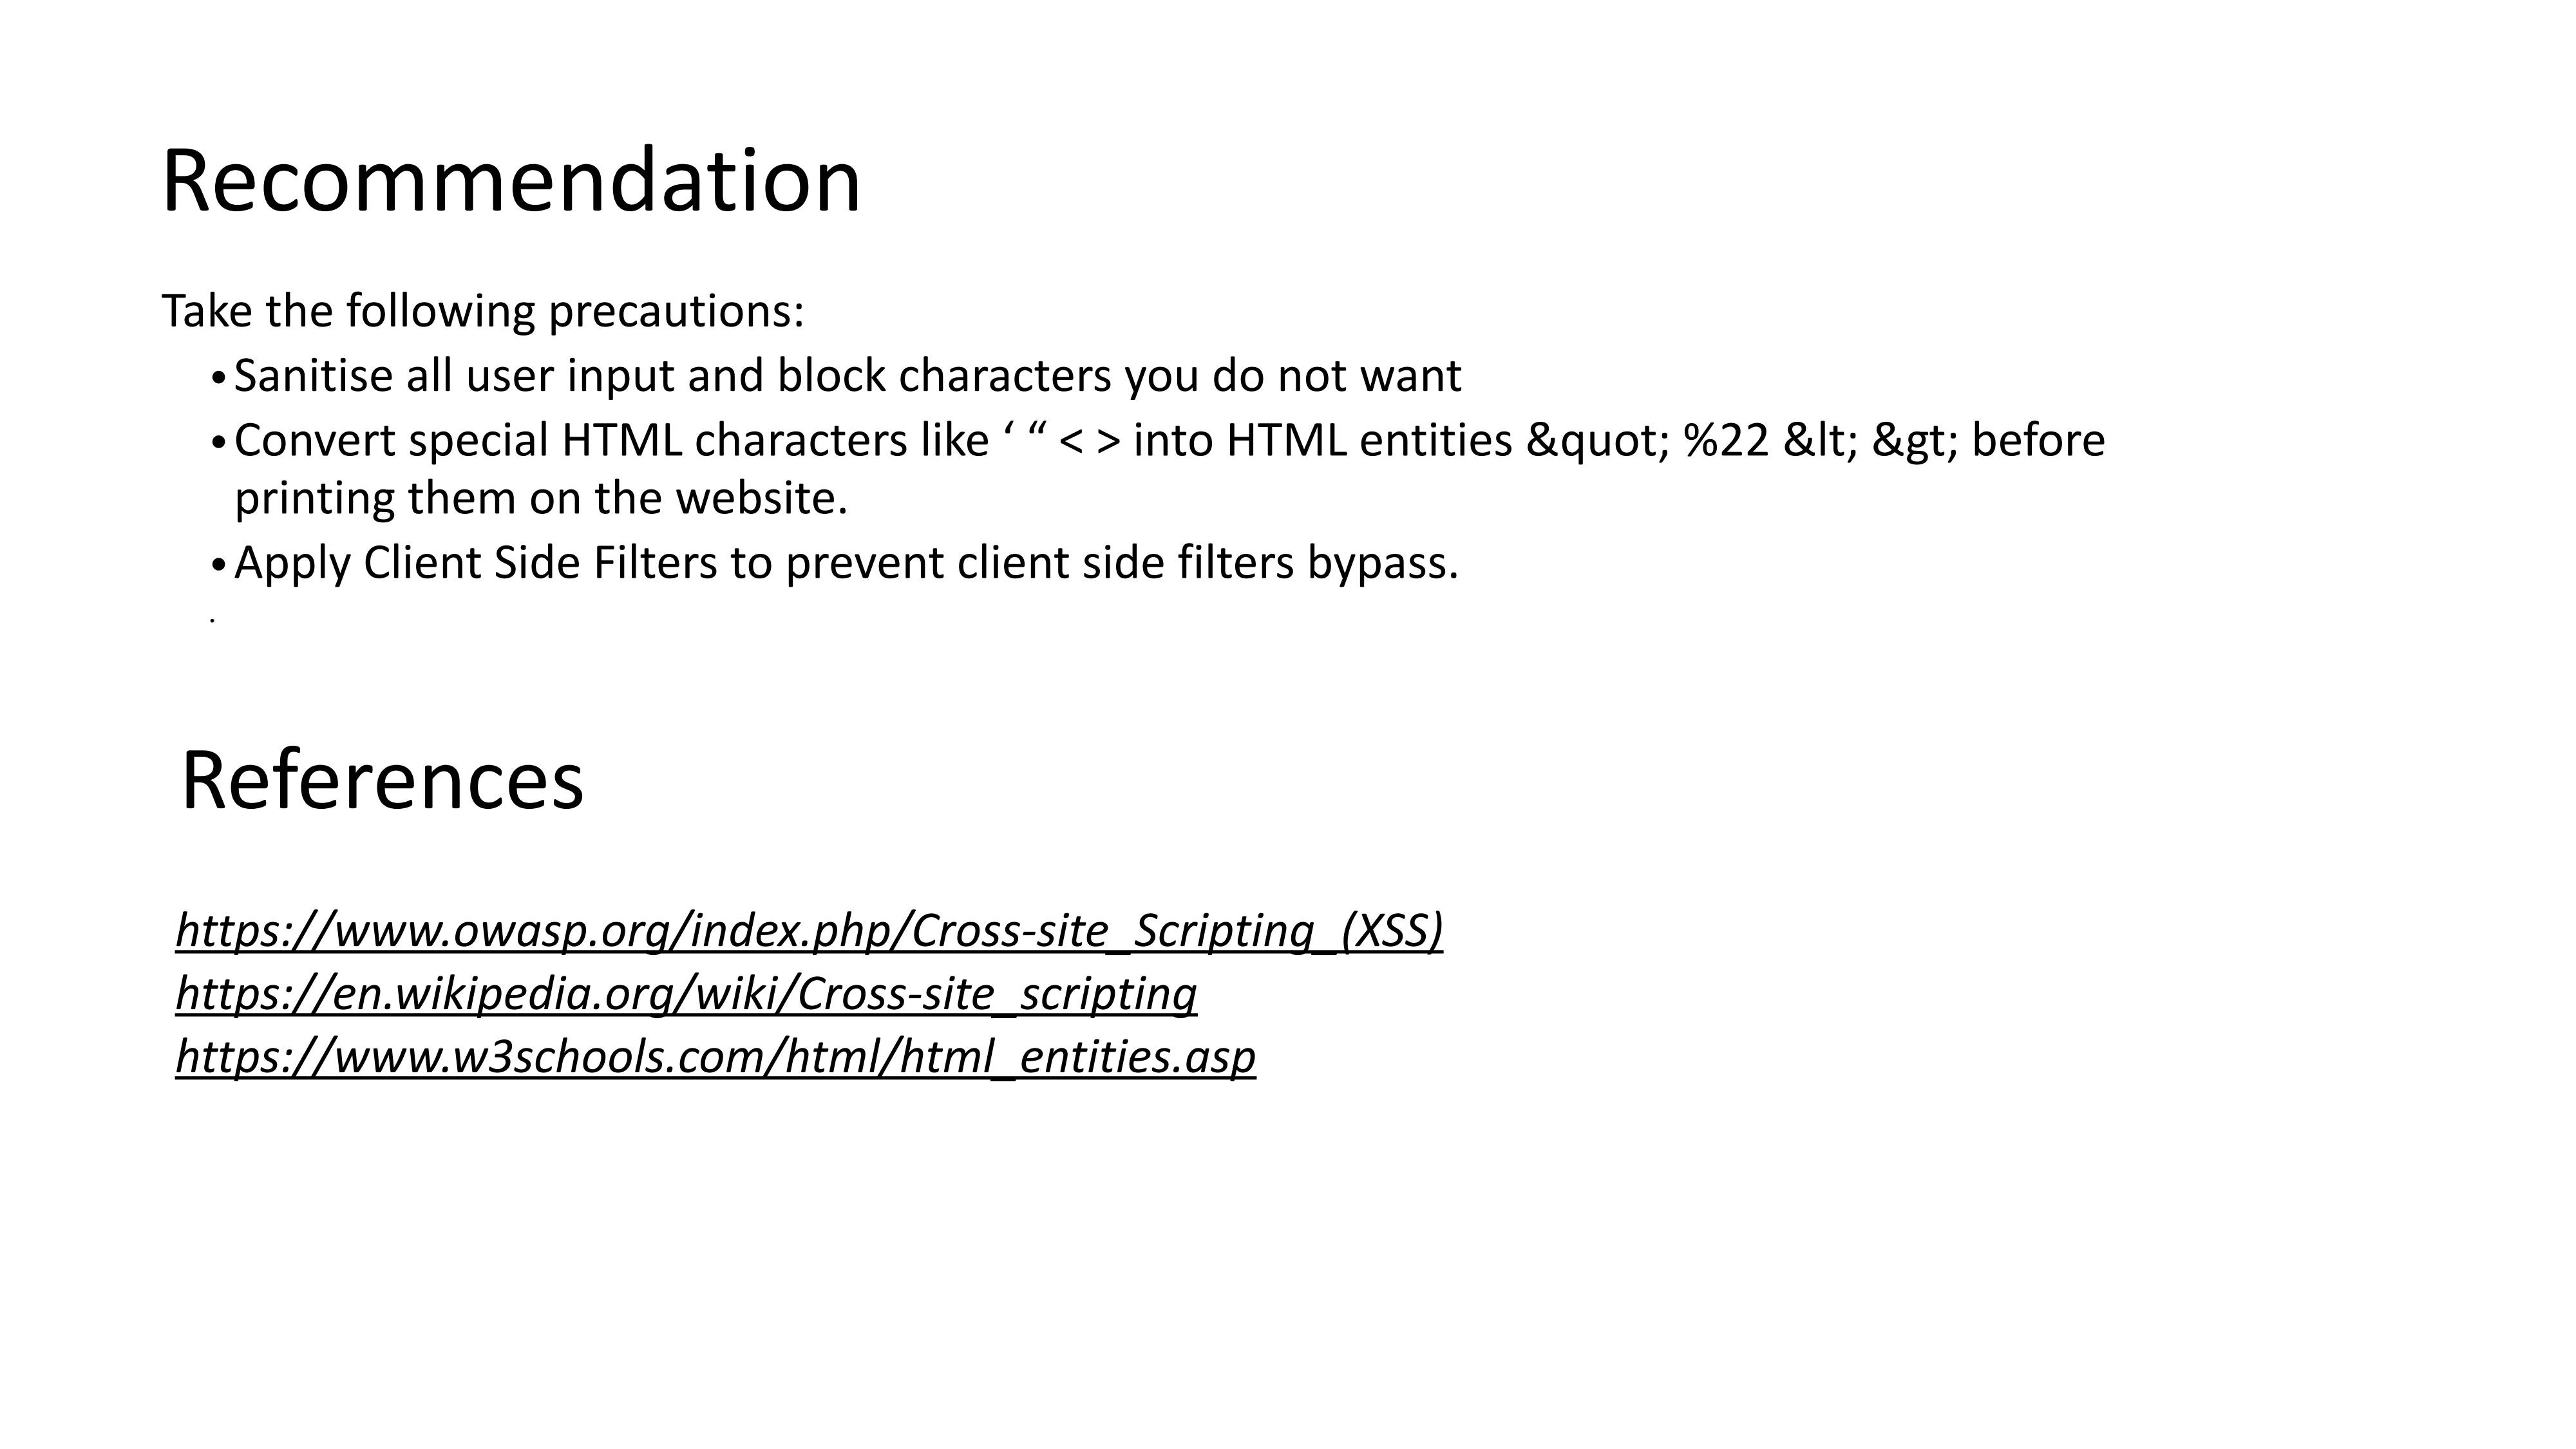 Recommendation
Take the following precautions:
• Sanitise all user input and block characters you do not want
• Convert special HTML characters like ‘ “ < > into HTML entities &quot; %22 &lt; &gt; before
printing them on the website.
• Apply Client Side Filters to prevent client side filters bypass.
•
References
https://www.owasp.org/index.php/Cross-site_Scripting_(XSS)
https://en.wikipedia.org/wiki/Cross-site_scripting
https://www.w3schools.com/html/html_entities.asp